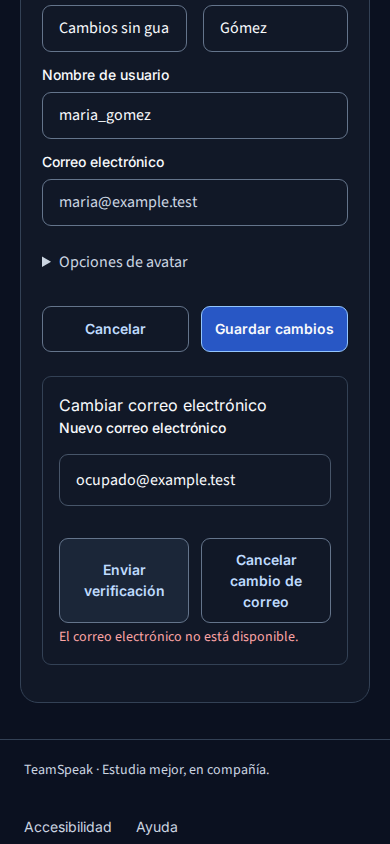 Cambios sin gua
Gómez
Nombre de usuario
maria_gomez
Correo electrónico
maria@example.test
Opciones de avatar
Cancelar
Guardar cambios
Cambiar correo electrónico
Nuevo correo electrónico
ocupado@example.test
Enviar
verificación
Cancelar
cambio de
correo
El correo electrónico no está disponible.
TeamSpeak · Estudia mejor, en compañía.
Accesibilidad
Ayuda